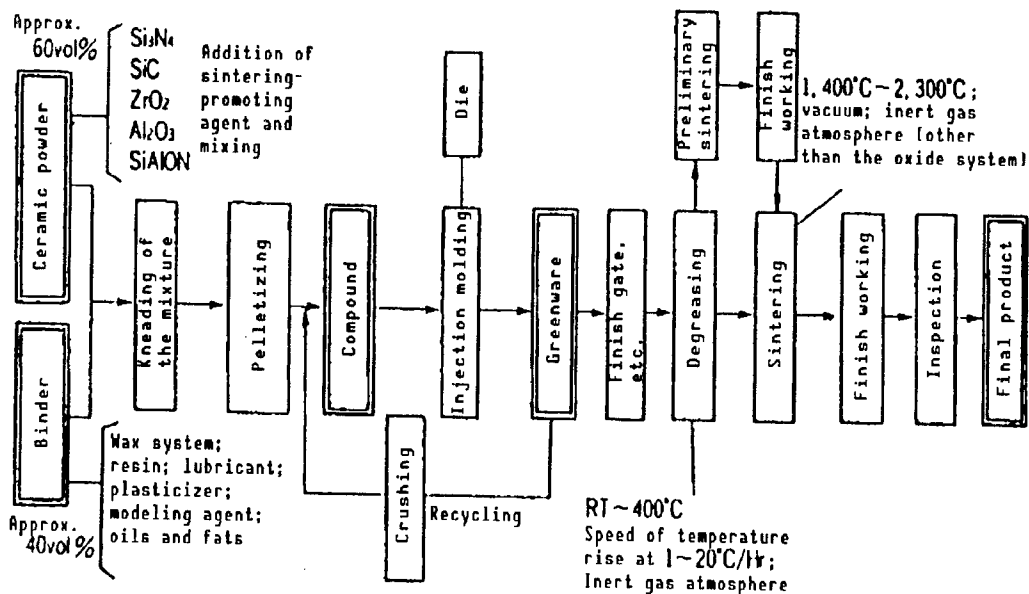 Approx.
60vol%
Ceramic powder
Si₃N₄
SiC
ZrO₂
Al₂O₃
SiAlON
Addition of
sintering-
promoting
agent and
mixing
Binder
Approx.
40vol%
Wax system;
resin; lubricant;
plasticizer;
modeling agent;
oils and fats
Kneading of
the mixture
Pelletizing
Compound
Crushing
Recycling
Die
Injection molding
Greenware
Finish gate,
etc.
Degreasing
RT~400°C
Speed of temperature
rise at 1~20°C/Hr;
Inert gas atmosphere
Preliminary
sintering
Finish
working
1,400°C~2,300°C;
vacuum; inert gas
atmosphere [other
than the oxide system]
Sintering
Finish working
Inspection
Final product